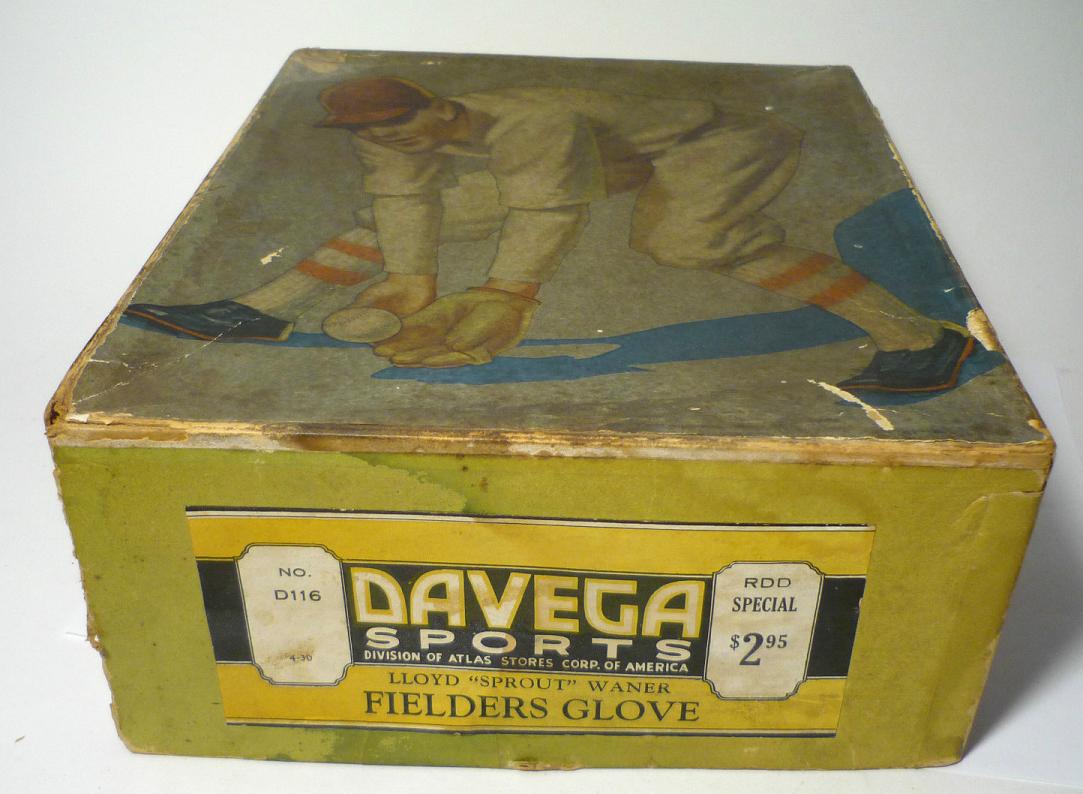 NO.
D116
4-30
DAVEGA
SPORTS
DIVISION OF ATLAS STORES CORP. OF AMERICA
LLOYD "SPROUT" WANER
FIELDERS GLOVE
RDD
SPECIAL
$2 95